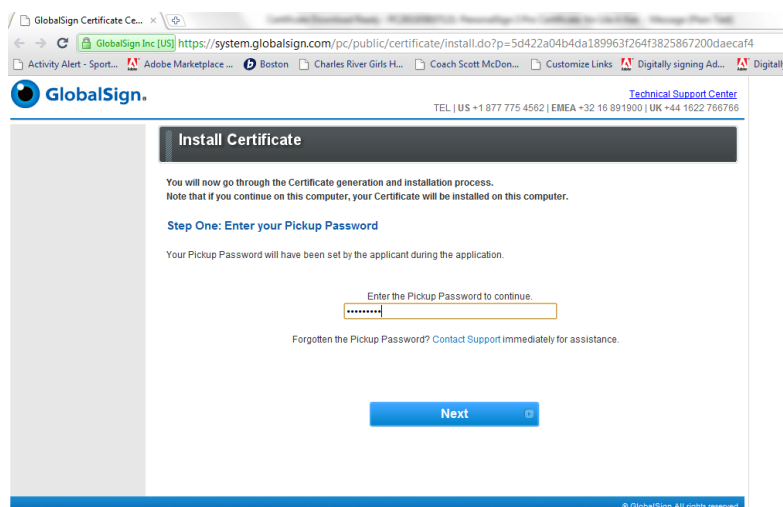 GlobalSign Certificate Ce...
GlobalSign Inc [US] https://system.globalsign.com/pc/public/certificate/install.do?p=5d422a04b4da189963f264f3825867200daecaf4
Activity Alert - Sport... Adobe Marketplace ... Boston Charles River Girls H... Coach Scott McDon... Customize Links Digitally signing Ad... Digitall
GlobalSign.
Technical Support Center
TEL | US +1 877 775 4562 | EMEA +32 16 891900 | UK +44 1622 766766
Install Certificate
You will now go through the Certificate generation and installation process.
Note that if you continue on this computer, your Certificate will be installed on this computer.
Step One: Enter your Pickup Password
Your Pickup Password will have been set by the applicant during the application.
Enter the Pickup Password to continue.
•••••••••
Forgotten the Pickup Password? Contact Support immediately for assistance.
Next
© GlobalSign All rights reserved